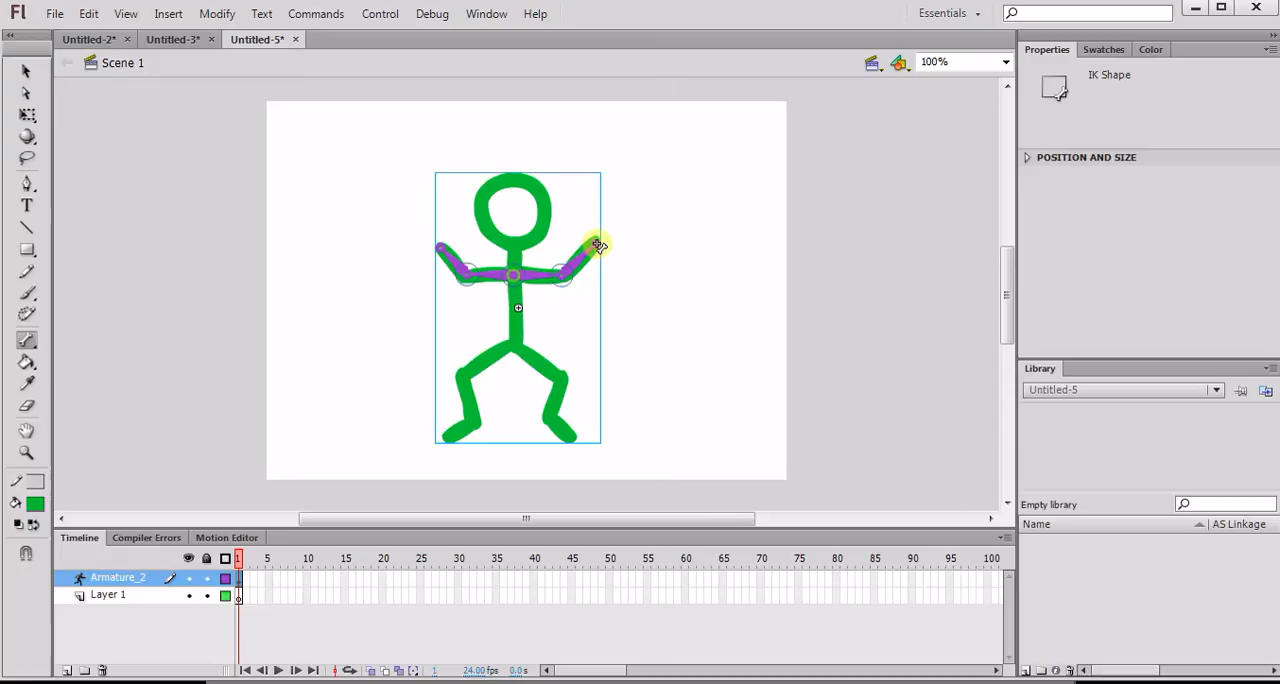 Fl File Edit View Insert Modify Text Commands Control Debug Window Help Essentials
Untitled-2* × Untitled-3* × Untitled-5* ×
Scene 1 100%
Properties Swatches Color
IK Shape
POSITION AND SIZE
T
Library
Untitled-5
Empty library
Name AS Linkage
Timeline Compiler Errors Motion Editor
1 5 10 15 20 25 30 35 40 45 50 55 60 65 70 75 80 85 90 95 100
Armature_2
Layer 1
1 24.00 fps 0.0 s